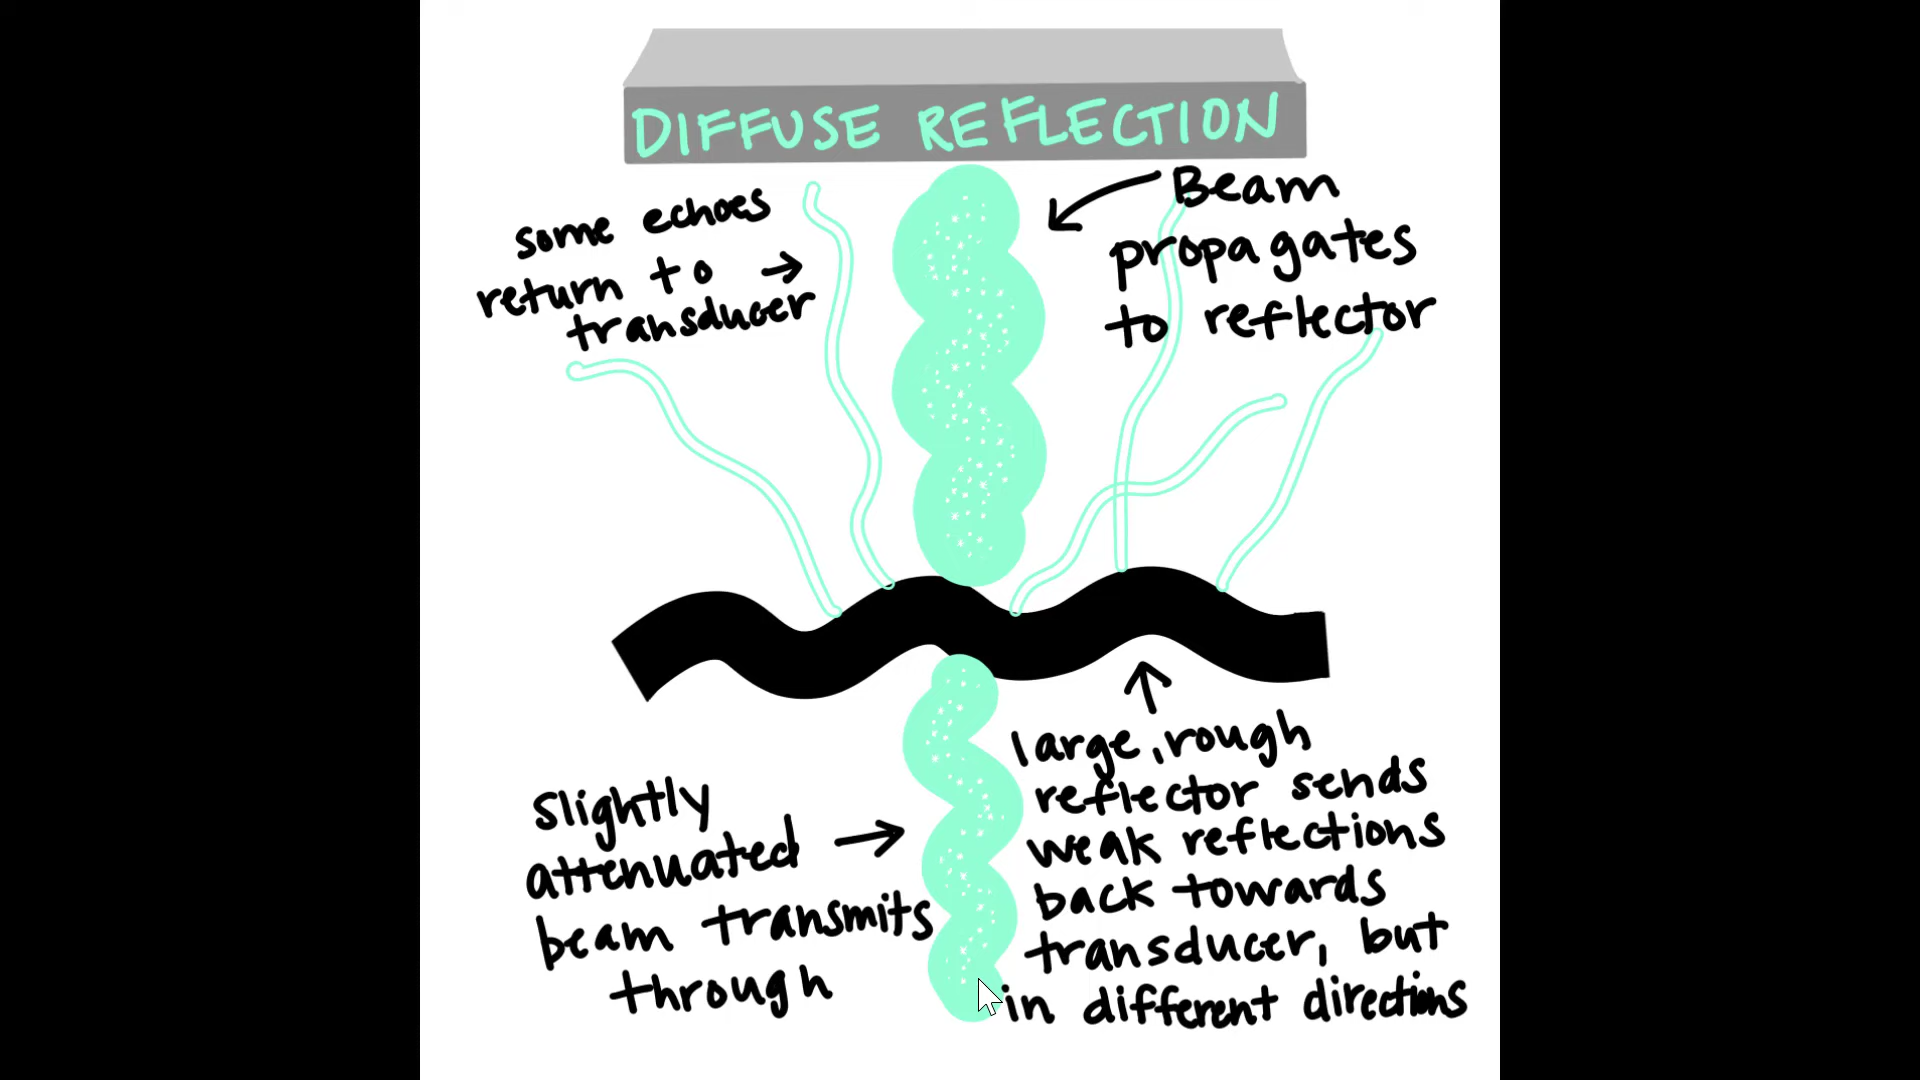 DIFFUSE REFLECTION
some echoes
return to →
transducer
Beam
propagates
to reflector
slightly
attenuated →
beam transmits
through
large, rough
reflector sends
weak reflections
back towards
transducer, but
in different directions